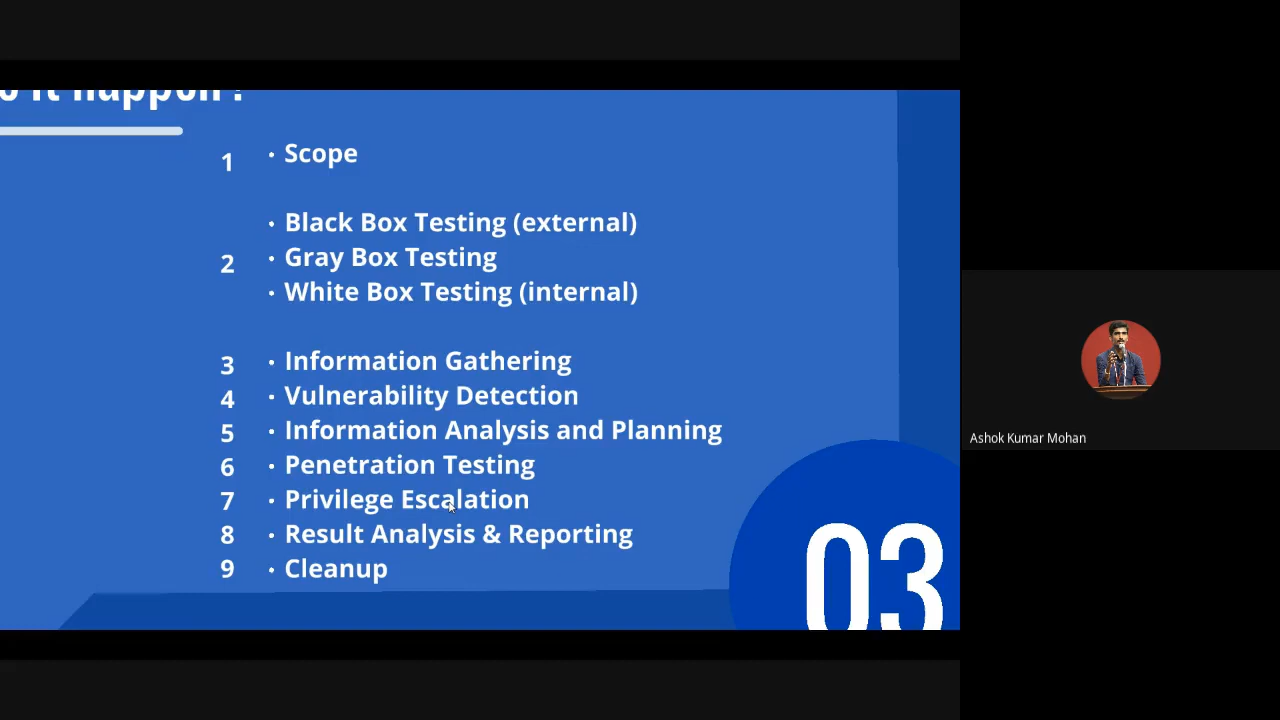 it happon?
1 · Scope
· Black Box Testing (external)
2 · Gray Box Testing
· White Box Testing (internal)
3 · Information Gathering
4 · Vulnerability Detection
5 · Information Analysis and Planning
6 · Penetration Testing
7 · Privilege Escalation
8 · Result Analysis & Reporting
9 · Cleanup
03
Ashok Kumar Mohan